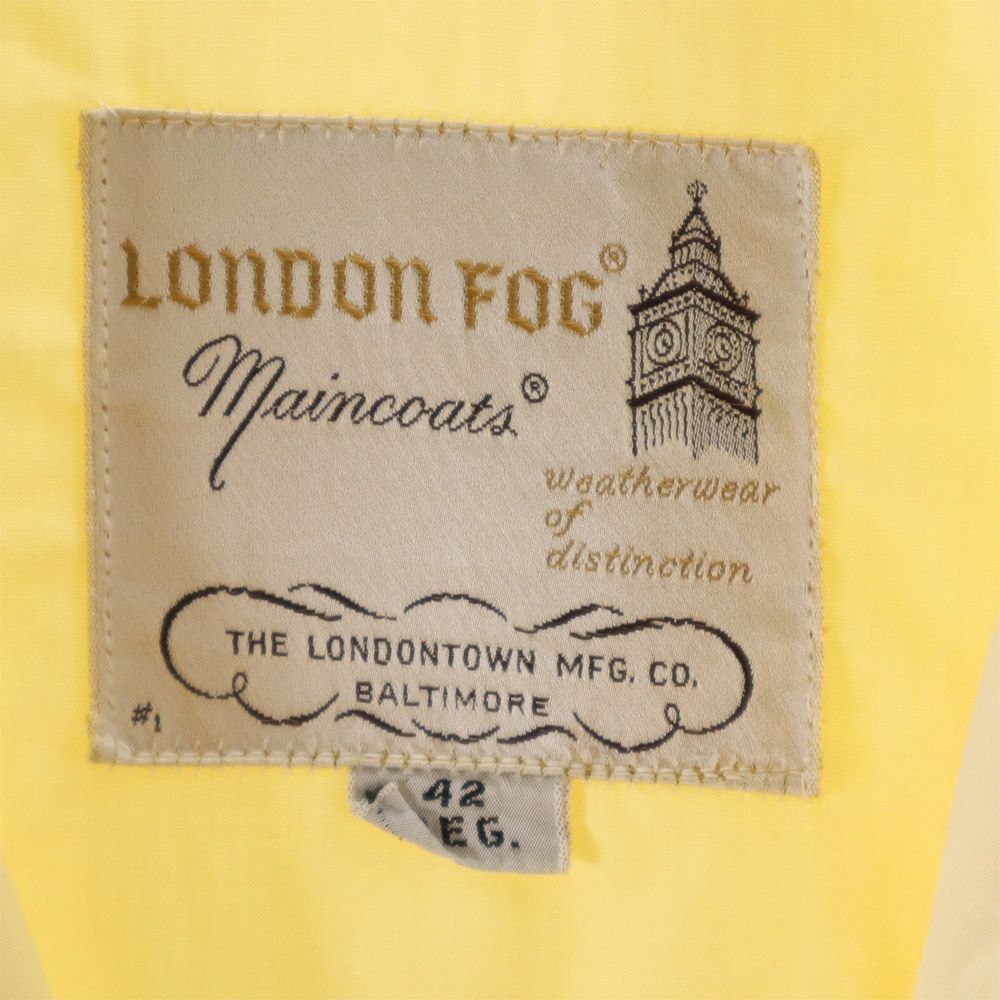 LONDON FOG®
Maincoats®
weatherwear
of
distinction
THE LONDONTOWN MFG. CO.
BALTIMORE
#1
42
EG.